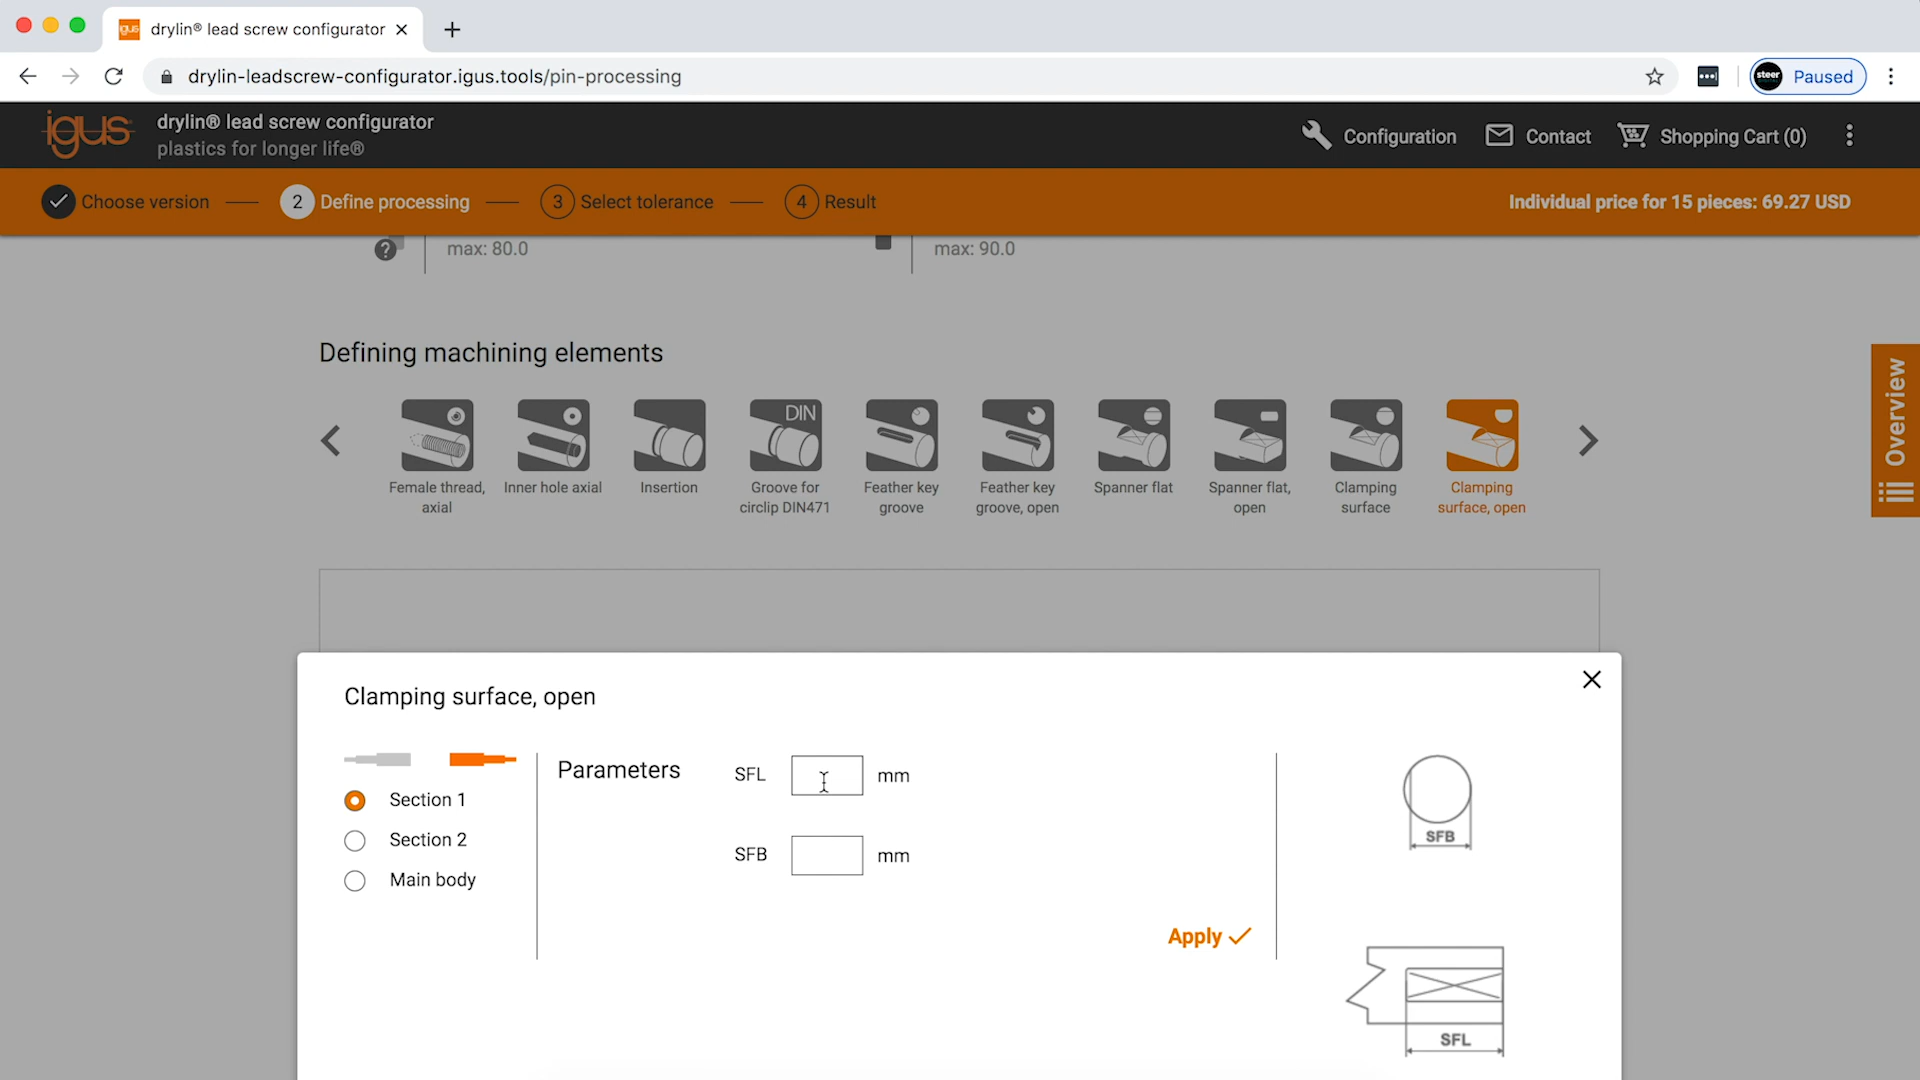 igus
drylin® lead screw configurator
drylin-leadscrew-configurator.igus.tools/pin-processing
steer
Paused
igus
drylin® lead screw configurator
plastics for longer life®
Configuration
Contact
Shopping Cart (0)
Choose version
2 Define processing
3 Select tolerance
4 Result
Individual price for 15 pieces: 69.27 USD
?
max: 80.0
max: 90.0
Defining machining elements
DIN
Female thread,
axial
Inner hole axial
Insertion
Groove for
circlip DIN471
Feather key
groove
Feather key
groove, open
Spanner flat
Spanner flat,
open
Clamping
surface
Clamping
surface, open
Overview
Clamping surface, open
Section 1
Section 2
Main body
Parameters
SFL
mm
SFB
mm
Apply
SFB
SFL